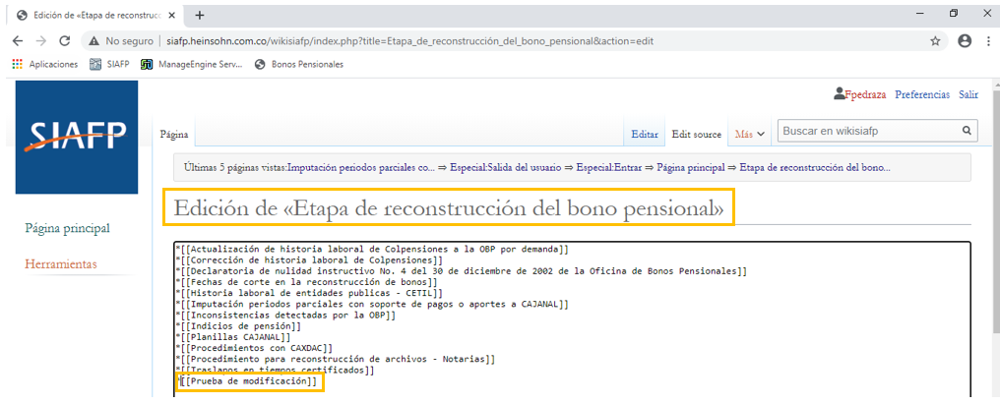 Edición de «Etapa de reconstrucc
No seguro | siafp.heinsohn.com.co/wikisiafp/index.php?title=Etapa_de_reconstrucción_del_bono_pensional&action=edit
Aplicaciones SIAFP ManageEngine Serv... Bonos Pensionales
Fpedraza Preferencias Salir
SIAFP
Página Editar Edit source Más Buscar en wikisiafp
Últimas 5 páginas vistas:Imputación periodos parciales co... ⇒ Especial:Salida del usuario ⇒ Especial:Entrar ⇒ Página principal ⇒ Etapa de reconstrucción del bono...
Edición de «Etapa de reconstrucción del bono pensional»
Página principal
Herramientas
*[[Actualización de historia laboral de Colpensiones a la OBP por demanda]]
*[[Corrección de historia laboral de Colpensiones]]
*[[Declaratoria de nulidad instructivo No. 4 del 30 de diciembre de 2002 de la Oficina de Bonos Pensionales]]
*[[Fechas de corte en la reconstrucción de bonos]]
*[[Historia laboral de entidades publicas - CETIL]]
*[[Imputación periodos parciales con soporte de pagos o aportes a CAJANAL]]
*[[Inconsistencias detectadas por la OBP]]
*[[Indicios de pensión]]
*[[Planillas CAJANAL]]
*[[Procedimientos con CAXDAC]]
*[[Procedimiento para reconstrucción de archivos - Notarias]]
*[[Traslapos en tiempos certificados]]
*[[Prueba de modificación]]